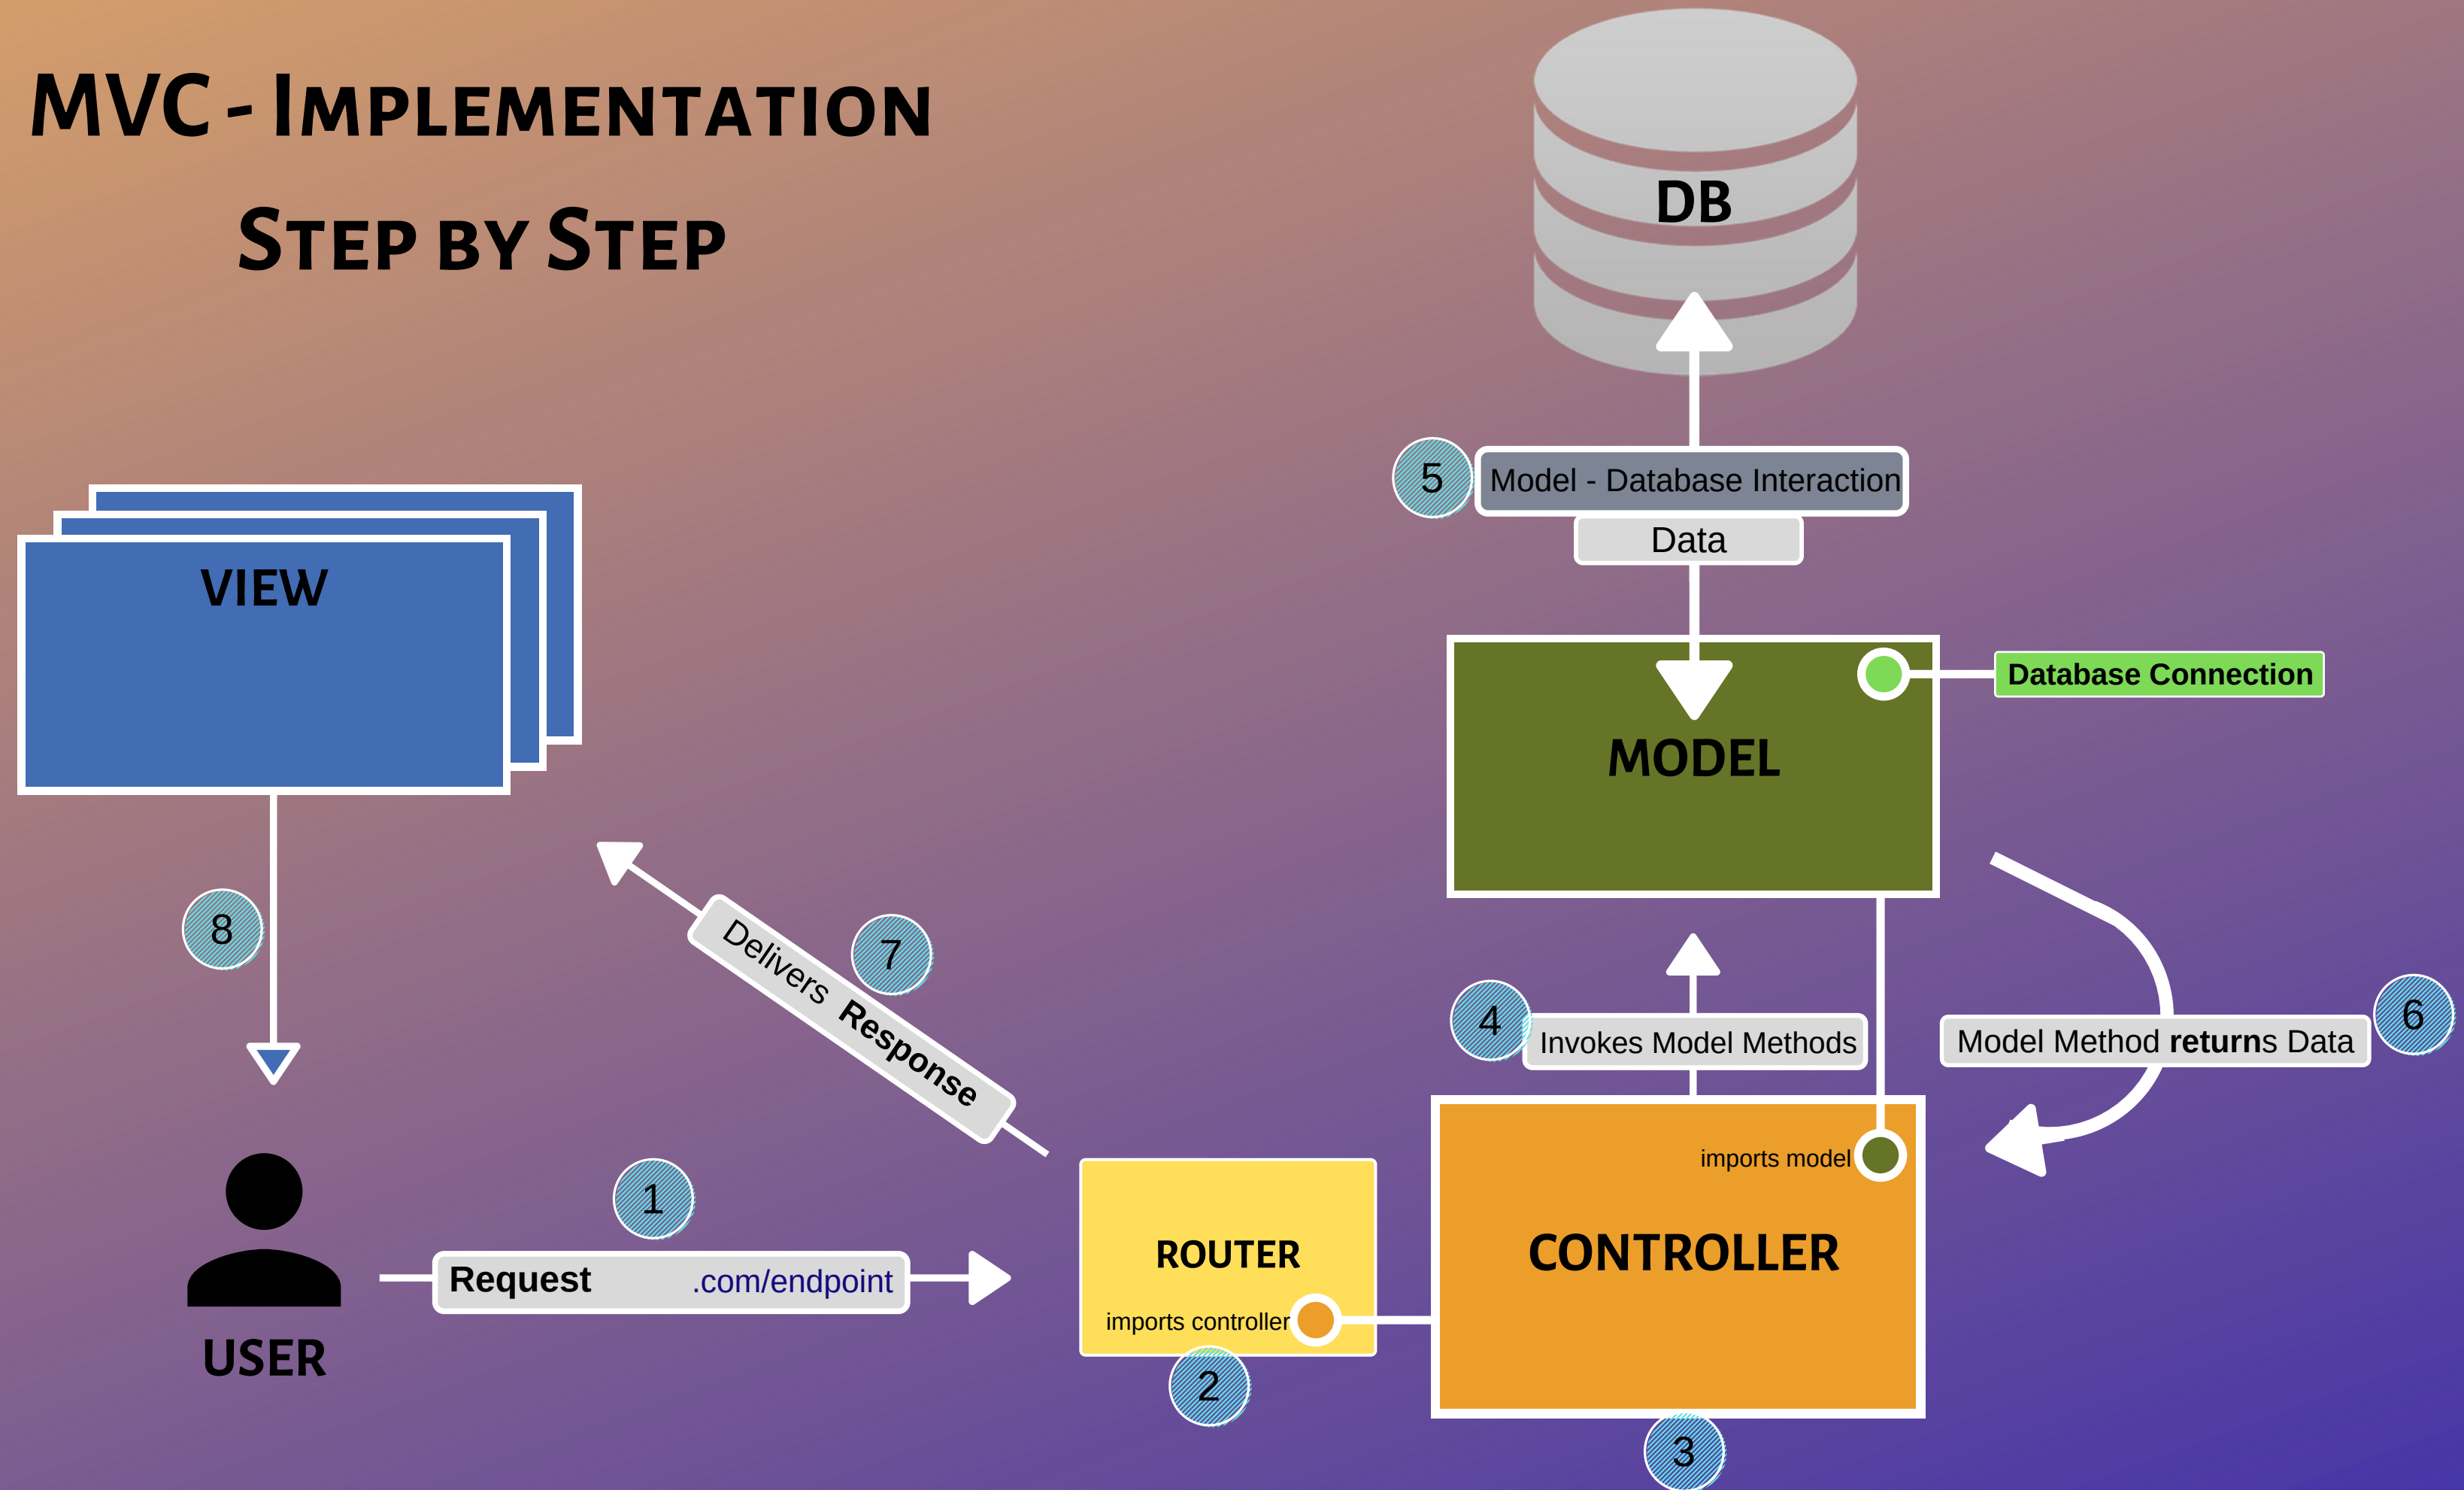 MVC - Implementation
Step by Step
DB
5
Model - Database Interaction
Data
VIEW
Database Connection
MODEL
8
7
Delivers Response
4
Invokes Model Methods
6
Model Method returns Data
1
Request .com/endpoint
imports model
ROUTER
CONTROLLER
imports controller
USER
2
3